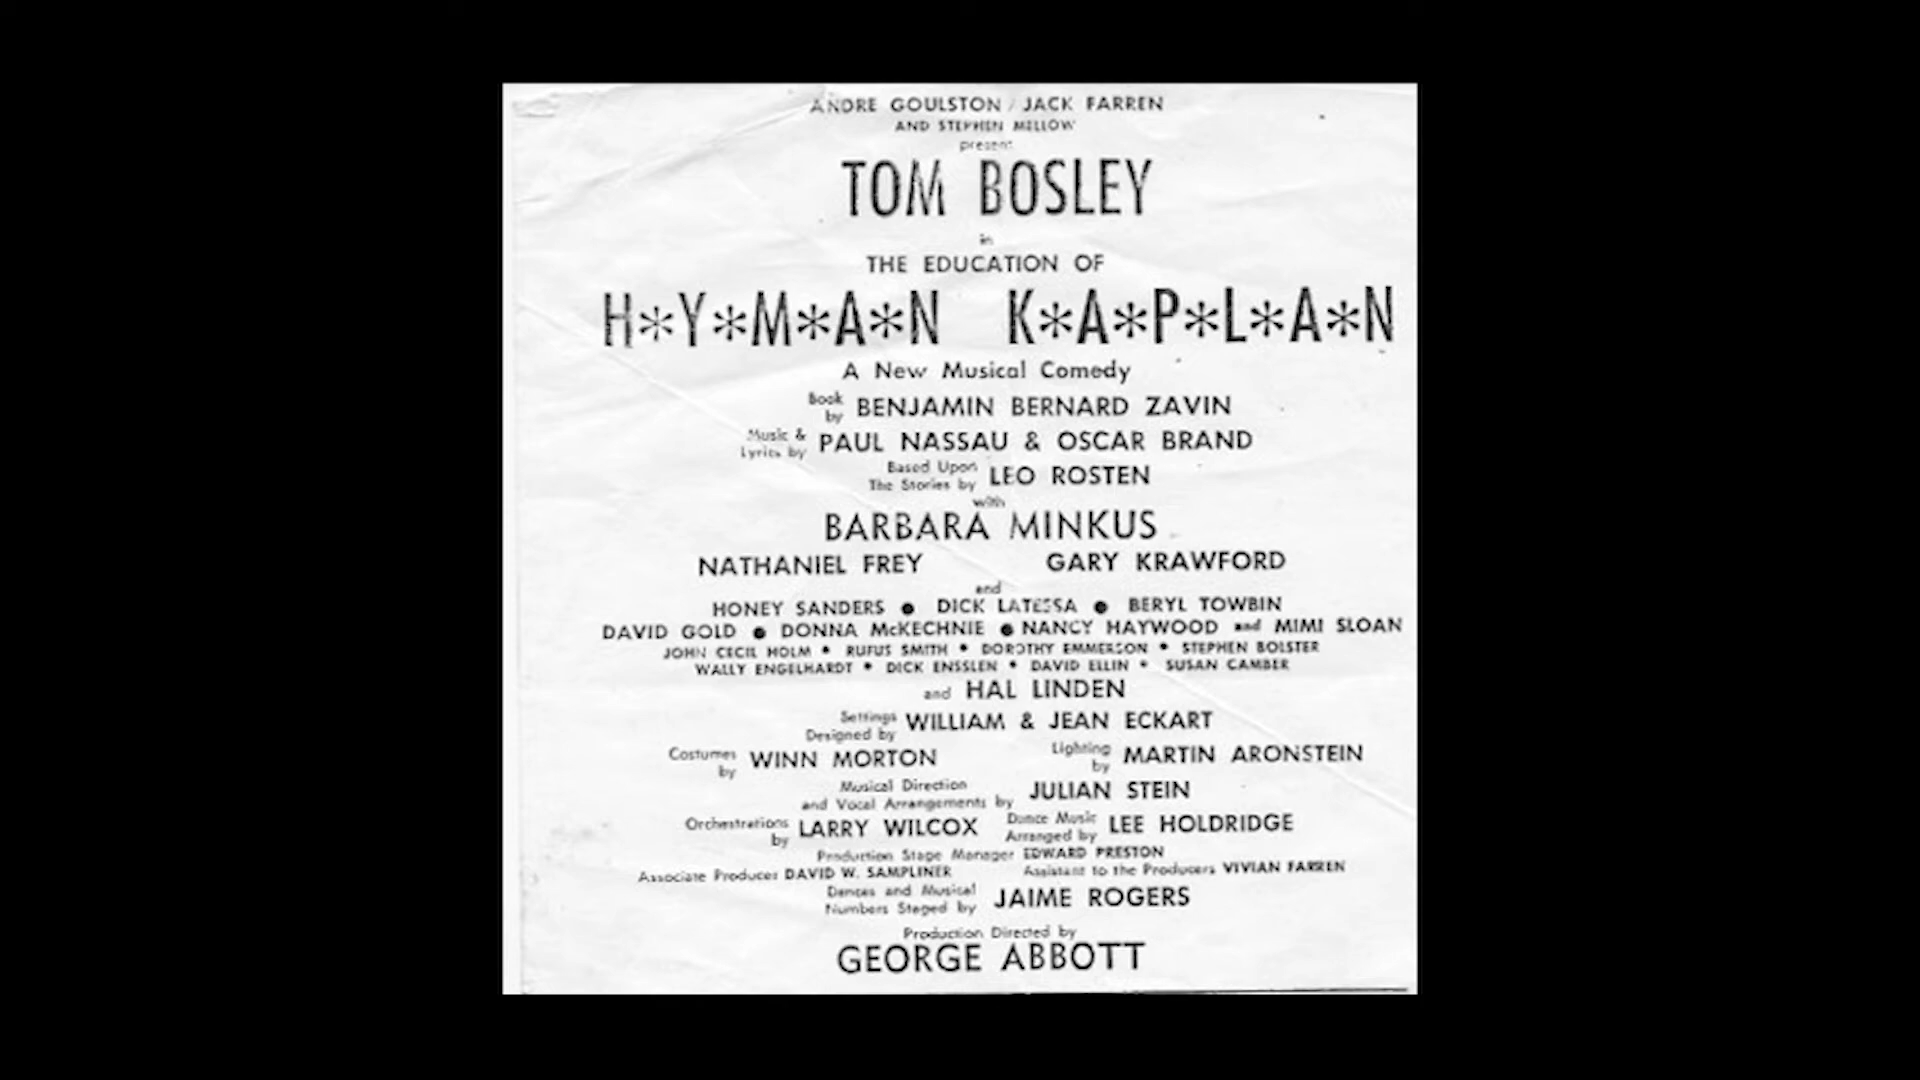 ANDRE GOULSTON / JACK FARREN
AND STEPHEN MELLOW
present
TOM BOSLEY
in
THE EDUCATION OF
H*Y*M*A*N K*A*P*L*A*N
A New Musical Comedy
Book by BENJAMIN BERNARD ZAVIN
Music & Lyrics by PAUL NASSAU & OSCAR BRAND
Based Upon The Stories by LEO ROSTEN
with
BARBARA MINKUS
NATHANIEL FREY GARY KRAWFORD
and
HONEY SANDERS ● DICK LATESSA ● BERYL TOWBIN
DAVID GOLD ● DONNA McKECHNIE ● NANCY HAYWOOD and MIMI SLOAN
JOHN CECIL HOLM • RUFUS SMITH • DOROTHY EMMERSON • STEPHEN BOLSTER
WALLY ENGELHARDT • DICK ENSSLEN • DAVID ELLIN • SUSAN CAMBER
and HAL LINDEN
Settings Designed by WILLIAM & JEAN ECKART
Costumes by WINN MORTON Lighting by MARTIN ARONSTEIN
Musical Direction and Vocal Arrangements by JULIAN STEIN
Orchestrations by LARRY WILCOX Dance Music Arranged by LEE HOLDRIDGE
Production Stage Manager EDWARD PRESTON
Associate Producer DAVID W. SAMPLINER Assistant to the Producers VIVIAN FARREN
Dances and Musical Numbers Staged by JAIME ROGERS
Production Directed by
GEORGE ABBOTT